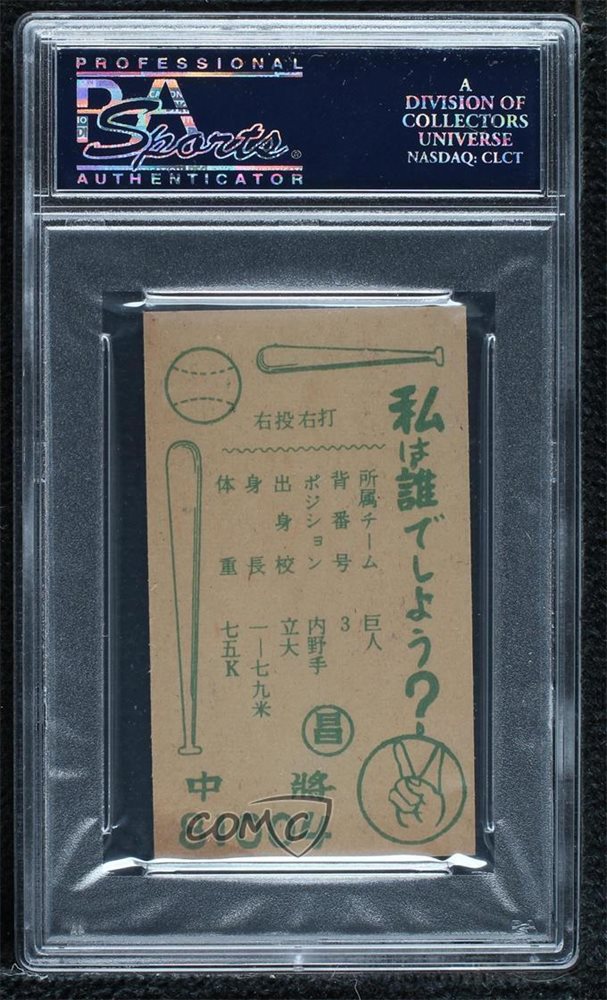 PROFESSIONAL
PSA
Sports®
AUTHENTICATOR
A
DIVISION OF
COLLECTORS
UNIVERSE
NASDAQ: CLCT
私は誰でしょう?
右投右打
所属チーム 巨人
背番号 3
ポジション 内野手
出身校 立大
身長 一—七九米
体重 七五K
昌
中将
COMC